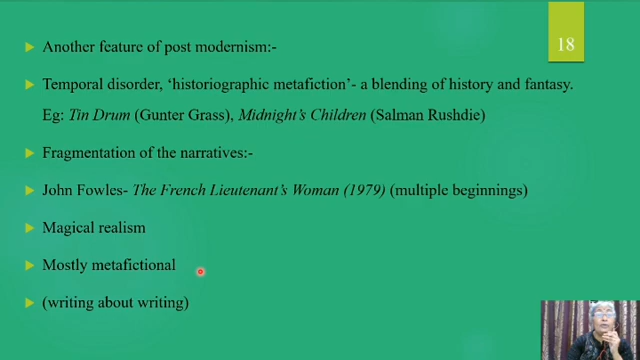 18
Another feature of post modernism:-
Temporal disorder, ‘historiographic metafiction’- a blending of history and fantasy.
Eg: Tin Drum (Gunter Grass), Midnight’s Children (Salman Rushdie)
Fragmentation of the narratives:-
John Fowles- The French Lieutenant’s Woman (1979) (multiple beginnings)
Magical realism
Mostly metafictional
(writing about writing)